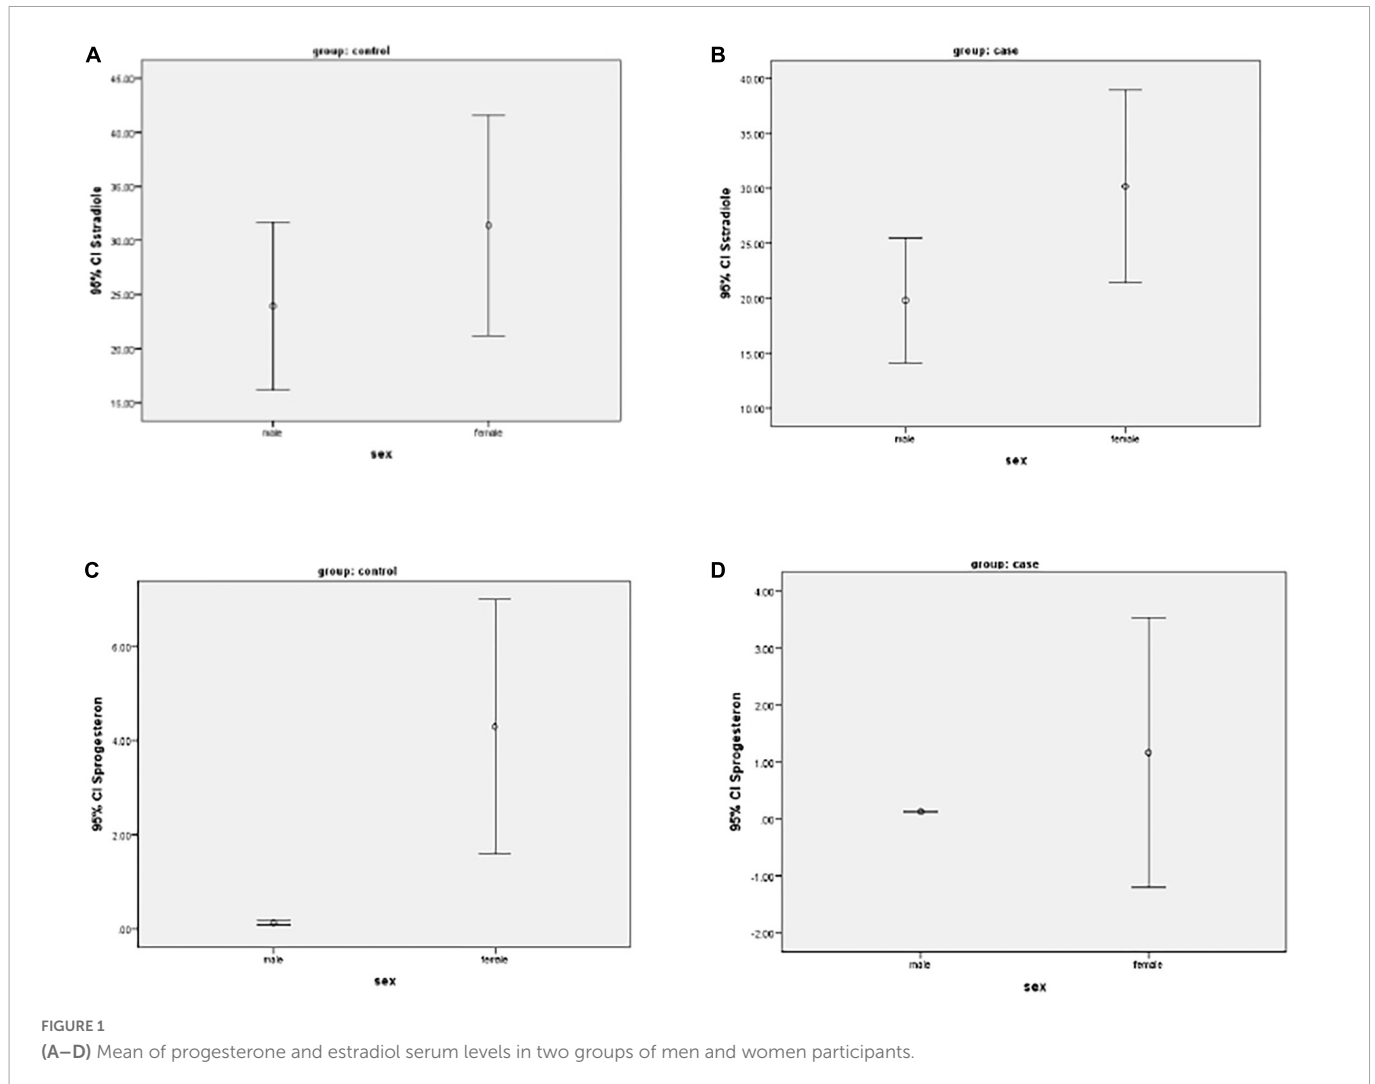 A
group: control
45.00
40.00
35.00
30.00
25.00
20.00
15.00
95% CI Sstradiole
male
female
sex
B
group: case
40.00
35.00
30.00
25.00
20.00
15.00
10.00
95% CI Sstradiole
male
female
sex
C
group: control
6.00
4.00
2.00
.00
95% CI Sprogesteron
male
female
sex
D
group: case
4.00
3.00
2.00
1.00
.00
-1.00
-2.00
95% CI Sprogesteron
male
female
sex
FIGURE 1
(A–D) Mean of progesterone and estradiol serum levels in two groups of men and women participants.